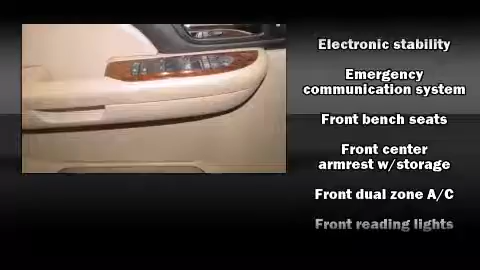 Electronic stability
Emergency
communication system
Front bench seats
Front center
armrest w/storage
Front dual zone A/C
Front reading lights